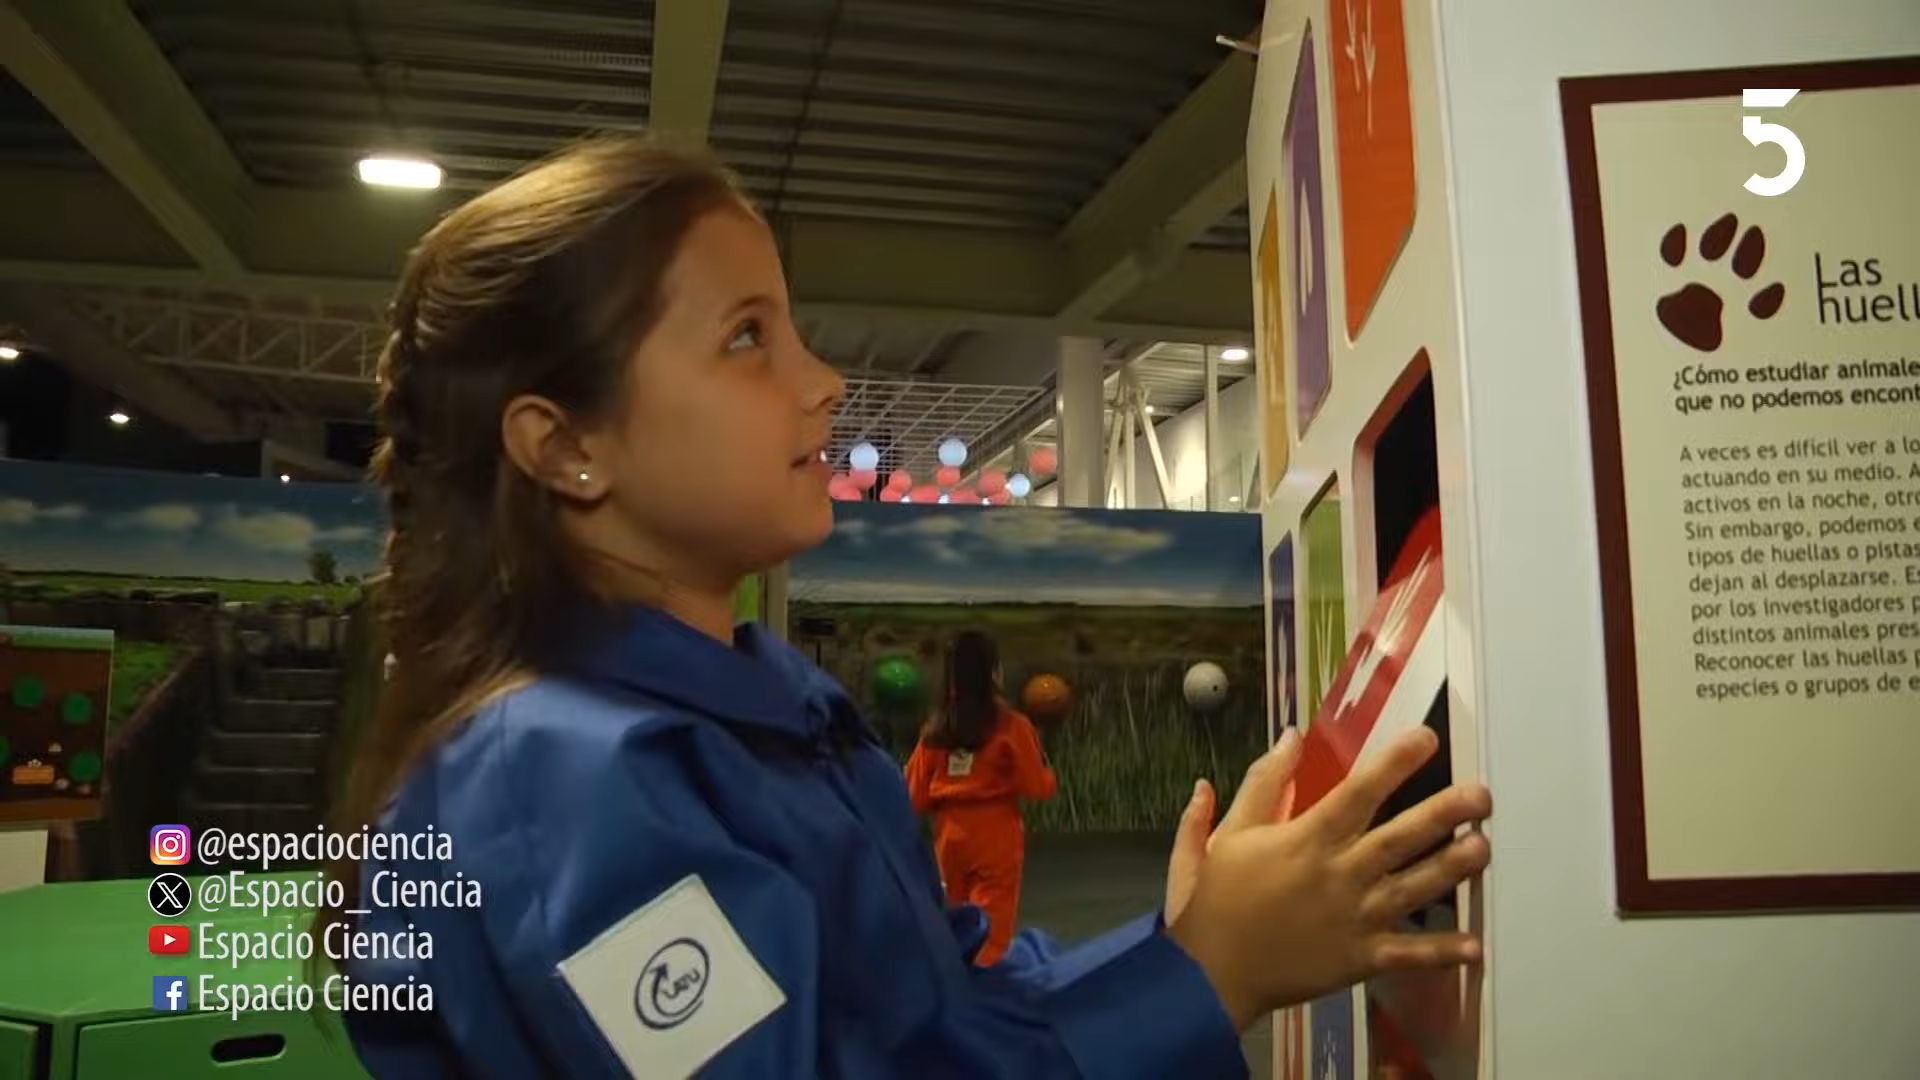 5
Las
huell
¿Cómo estudiar animale
que no podemos encont
A veces es difícil ver a lo
actuando en su medio. A
activos en la noche, otro
Sin embargo, podemos e
tipos de huellas o pistas
dejan al desplazarse. Es
por los investigadores p
distintos animales pres
Reconocer las huellas p
especies o grupos de e
@espaciociencia
@Espacio_Ciencia
Espacio Ciencia
Espacio Ciencia
LATU